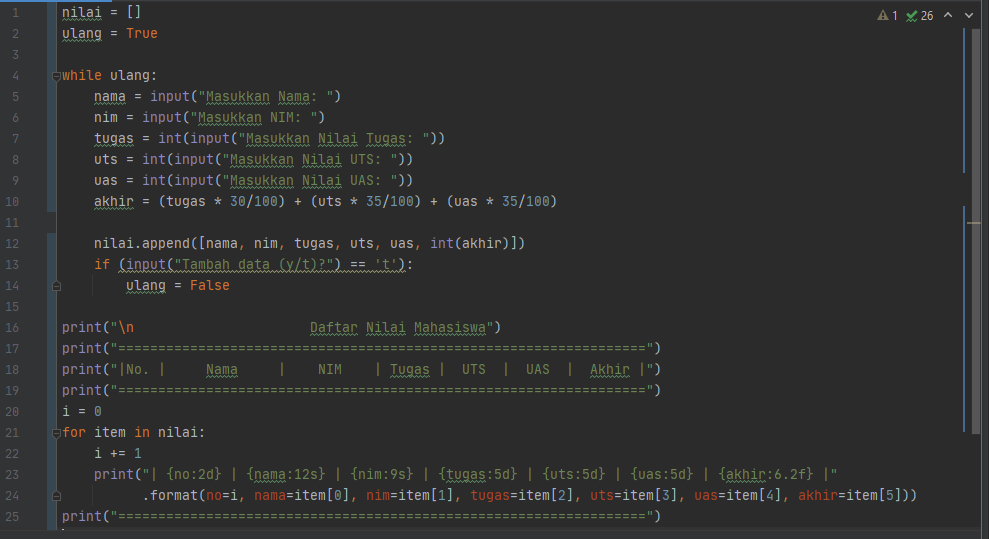 1 nilai = []
2 ulang = True
3
4 while ulang:
5     nama = input("Masukkan Nama: ")
6     nim = input("Masukkan NIM: ")
7     tugas = int(input("Masukkan Nilai Tugas: "))
8     uts = int(input("Masukkan Nilai UTS: "))
9     uas = int(input("Masukkan Nilai UAS: "))
10     akhir = (tugas * 30/100) + (uts * 35/100) + (uas * 35/100)
11
12     nilai.append([nama, nim, tugas, uts, uas, int(akhir)])
13     if (input("Tambah data (y/t)?") == 't'):
14         ulang = False
15
16 print("\n                      Daftar Nilai Mahasiswa")
17 print("==================================================================")
18 print("|No. |     Nama     |    NIM    | Tugas |  UTS  |  UAS  |  Akhir |")
19 print("==================================================================")
20 i = 0
21 for item in nilai:
22     i += 1
23     print("| {no:2d} | {nama:12s} | {nim:9s} | {tugas:5d} | {uts:5d} | {uas:5d} | {akhir:6.2f} |"
24           .format(no=i, nama=item[0], nim=item[1], tugas=item[2], uts=item[3], uas=item[4], akhir=item[5]))
25 print("==================================================================")
1 26